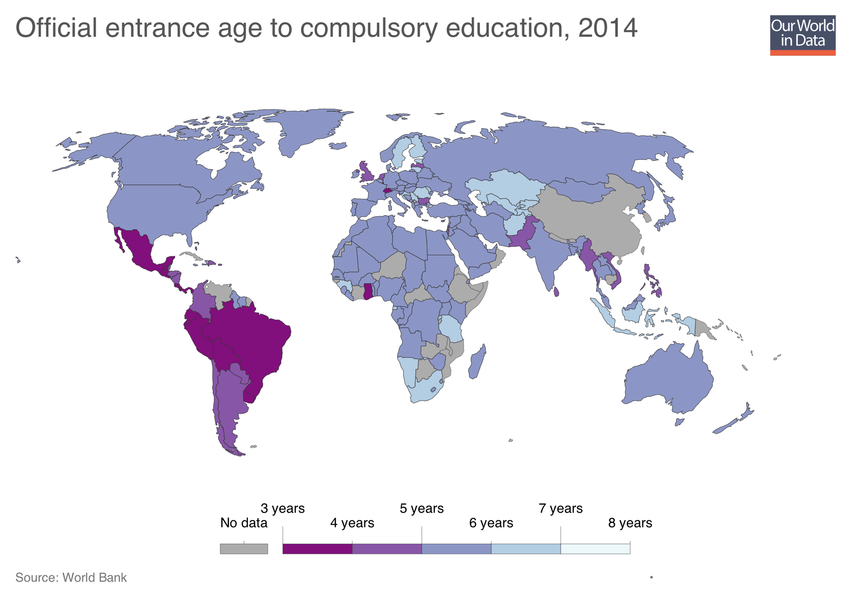 Official entrance age to compulsory education, 2014
Our World
in Data
3 years
5 years
7 years
No data
4 years
6 years
8 years
Source: World Bank